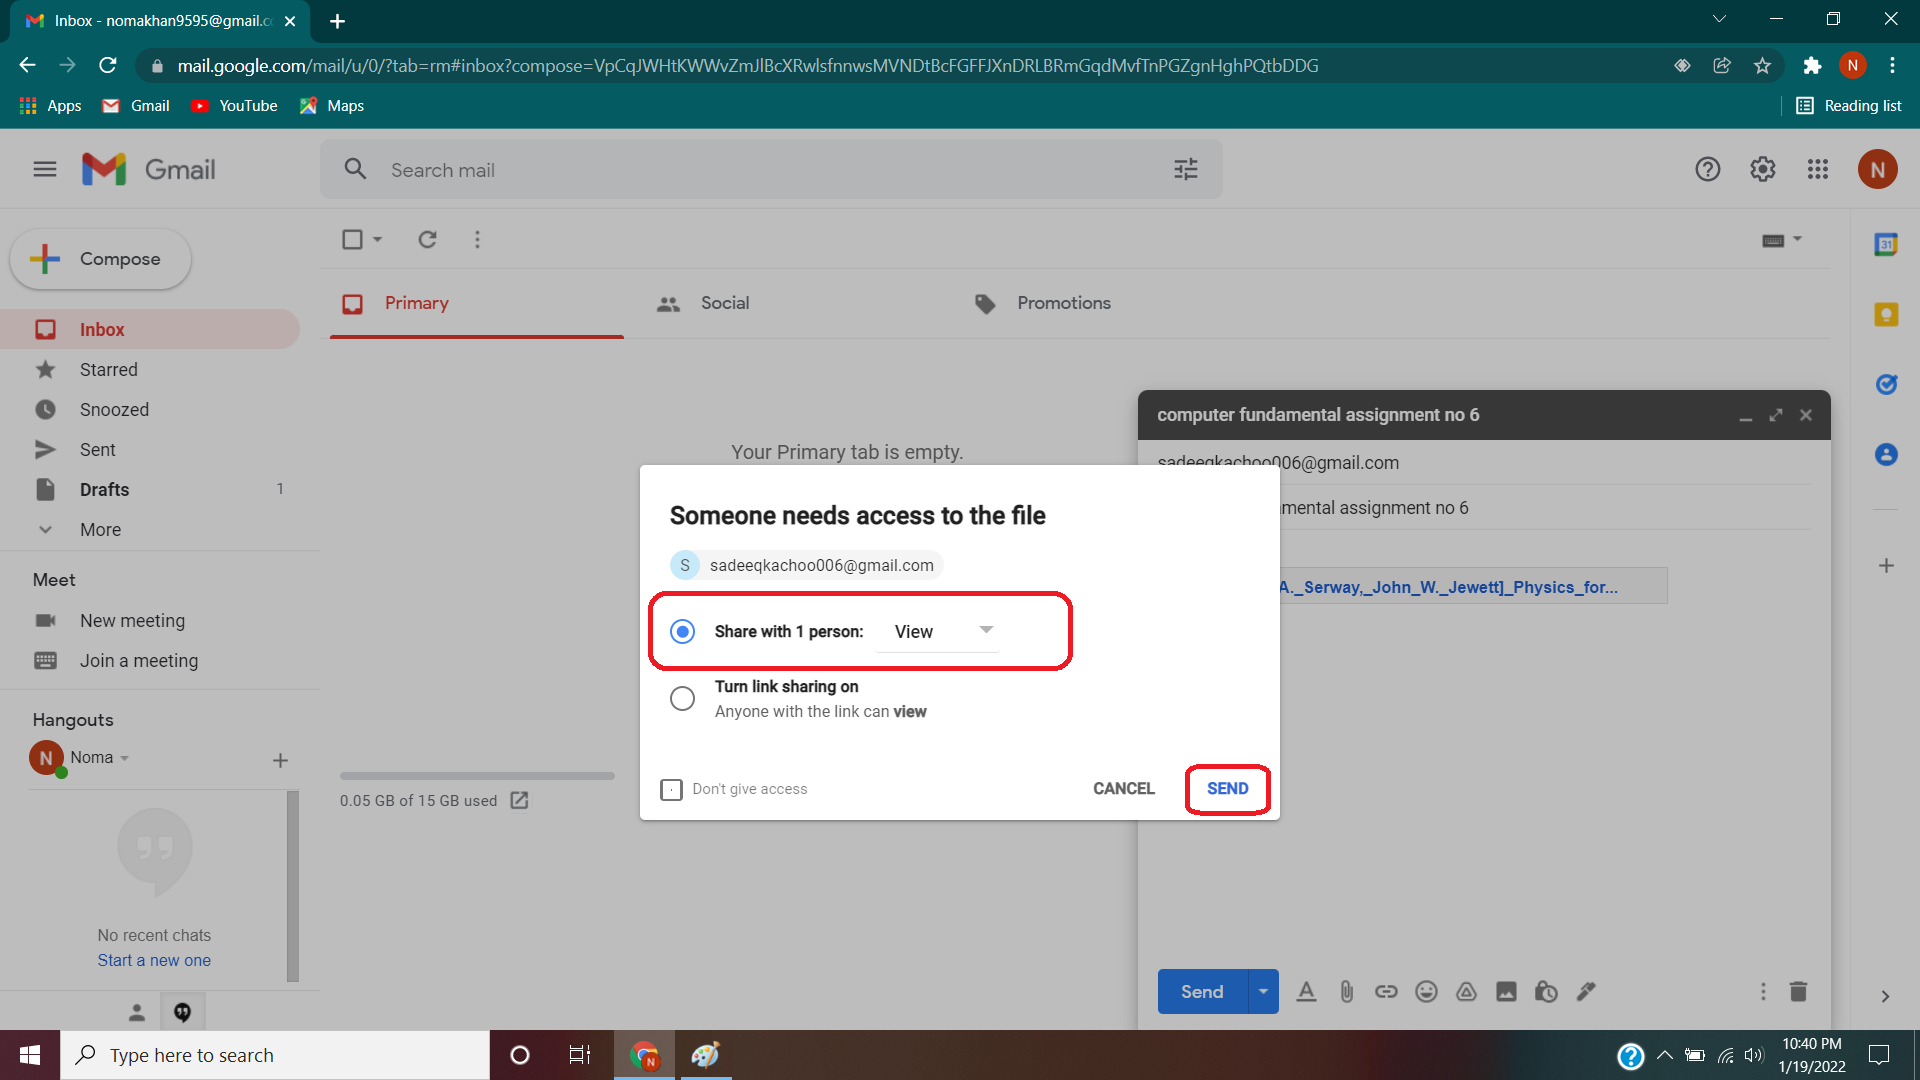 Inbox - nomakhan9595@gmail.c
mail.google.com/mail/u/0/?tab=rm#inbox?compose=VpCqJWHtKWWvZmJlBcXRwlsfnnwsMVNDtBcFGFFJXnDRLBRmGqdMvfTnPGZgnHghPQtbDDG
N
Apps
Gmail
YouTube
Maps
Reading list
Gmail
Search mail
N
Compose
31
Primary
Social
Promotions
Inbox
Starred
Snoozed
Sent
Drafts
1
More
Your Primary tab is empty.
computer fundamental assignment no 6
sadeeqkachoo006@gmail.com
mental assignment no 6
A._Serway,_John_W._Jewett]_Physics_for...
Someone needs access to the file
S
sadeeqkachoo006@gmail.com
Share with 1 person:
View
Turn link sharing on
Anyone with the link can view
Don't give access
CANCEL
SEND
Meet
New meeting
Join a meeting
Hangouts
N
Noma
0.05 GB of 15 GB used
No recent chats
Start a new one
Send
Type here to search
N
10:40 PM
1/19/2022